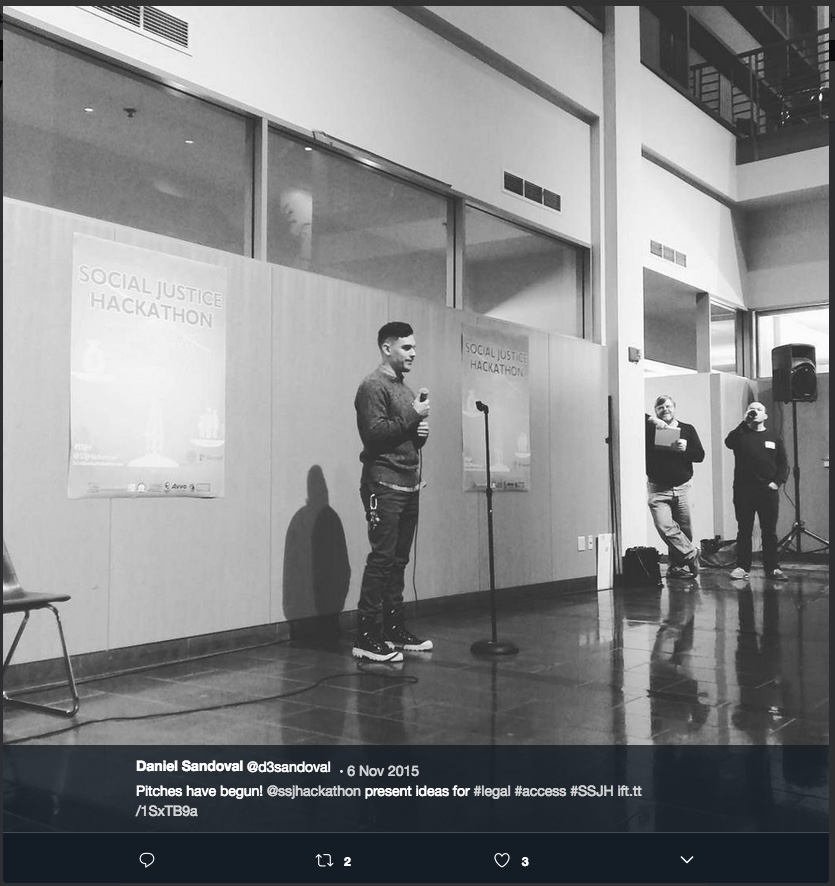 SOCIAL JUSTICE
HACKATHON
SOCIAL JUSTICE
HACKATHON
Avvo
Daniel Sandoval @d3sandoval · 6 Nov 2015
Pitches have begun! @ssjhackathon present ideas for #legal #access #SSJH ift.tt
/1SxTB9a
2
3